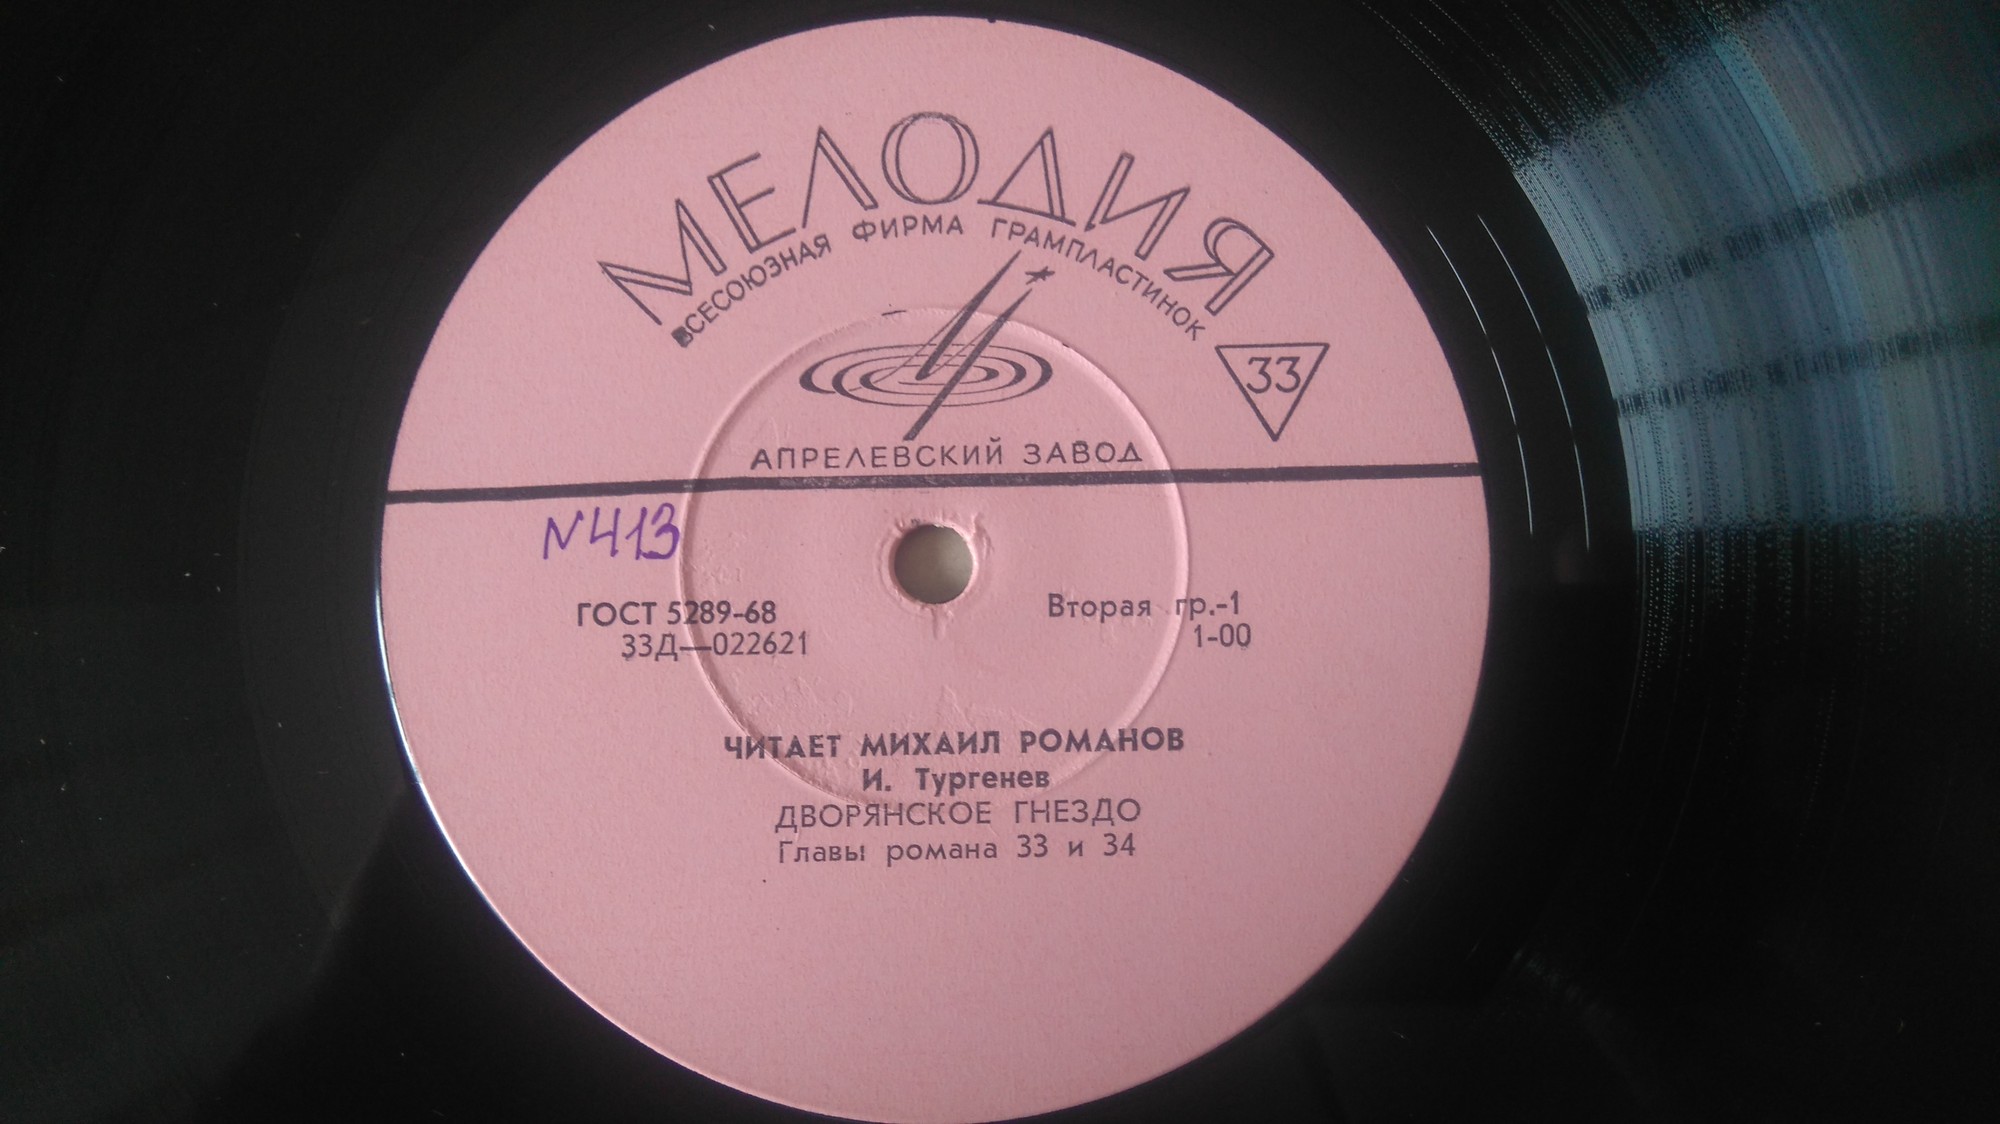 МЕЛОДИЯ
ВСЕСОЮЗНАЯ ФИРМА ГРАМПЛАСТИНОК
33
АПРЕЛЕВСКИЙ ЗАВОД
N413
ГОСТ 5289-68
33Д—022621
Вторая гр.-1
1-00
ЧИТАЕТ МИХАИЛ РОМАНОВ
И. Тургенев
ДВОРЯНСКОЕ ГНЕЗДО
Главы романа 33 и 34